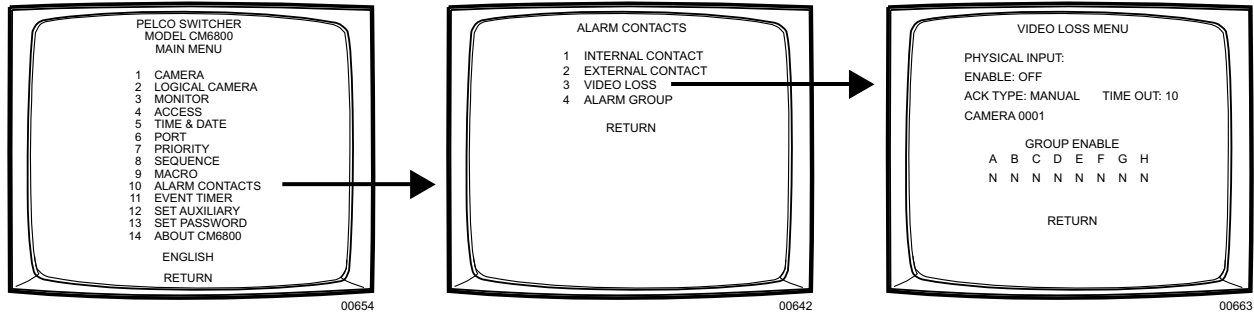 PELCO SWITCHER
MODEL CM6800
MAIN MENU
1 CAMERA
2 LOGICAL CAMERA
3 MONITOR
4 ACCESS
5 TIME & DATE
6 PORT
7 PRIORITY
8 SEQUENCE
9 MACRO
10 ALARM CONTACTS
11 EVENT TIMER
12 SET AUXILIARY
13 SET PASSWORD
14 ABOUT CM6800
ENGLISH
RETURN
00654
ALARM CONTACTS
1 INTERNAL CONTACT
2 EXTERNAL CONTACT
3 VIDEO LOSS
4 ALARM GROUP
RETURN
00642
VIDEO LOSS MENU
PHYSICAL INPUT:
ENABLE: OFF
ACK TYPE: MANUAL TIME OUT: 10
CAMERA 0001
GROUP ENABLE
A B C D E F G H
N N N N N N N N
RETURN
00663